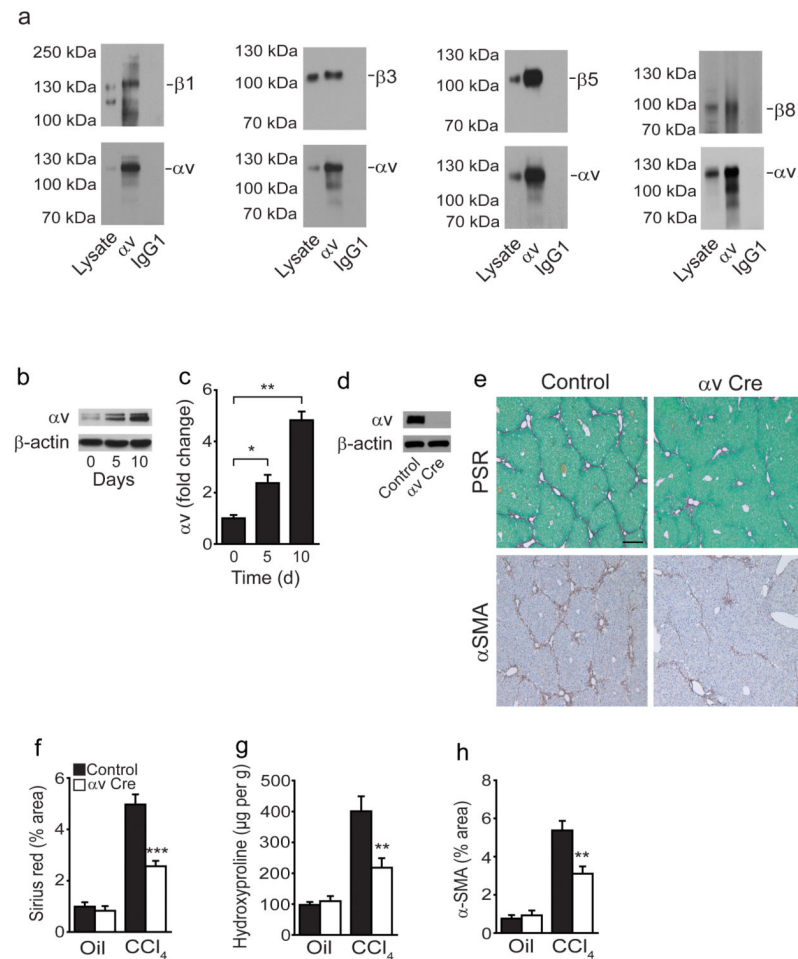 a
250 kDa
130 kDa
100 kDa
-β1
130 kDa
100 kDa
70 kDa
-αv
Lysate
αv
IgG1
130 kDa
100 kDa
70 kDa
-β3
130 kDa
100 kDa
70 kDa
-αv
Lysate
αv
IgG1
130 kDa
100 kDa
70 kDa
-β5
130 kDa
100 kDa
70 kDa
-αv
Lysate
αv
IgG1
130 kDa
100 kDa
70 kDa
-β8
130 kDa
100 kDa
70 kDa
-αv
Lysate
αv
IgG1
b
αv
β-actin
0 5 10
Days
c
αv (fold change)
6
4
2
0
**
*
0 5 10
Time (d)
d
αv
β-actin
Control
αv Cre
e
Control αv Cre
PSR
αSMA
f
Control
αv Cre
Sirius red (% area)
6
4
2
0
***
Oil CCl4
g
Hydroxyproline (µg per g)
500
400
300
200
100
0
**
Oil CCl4
h
α-SMA (% area)
8
6
4
2
0
**
Oil CCl4